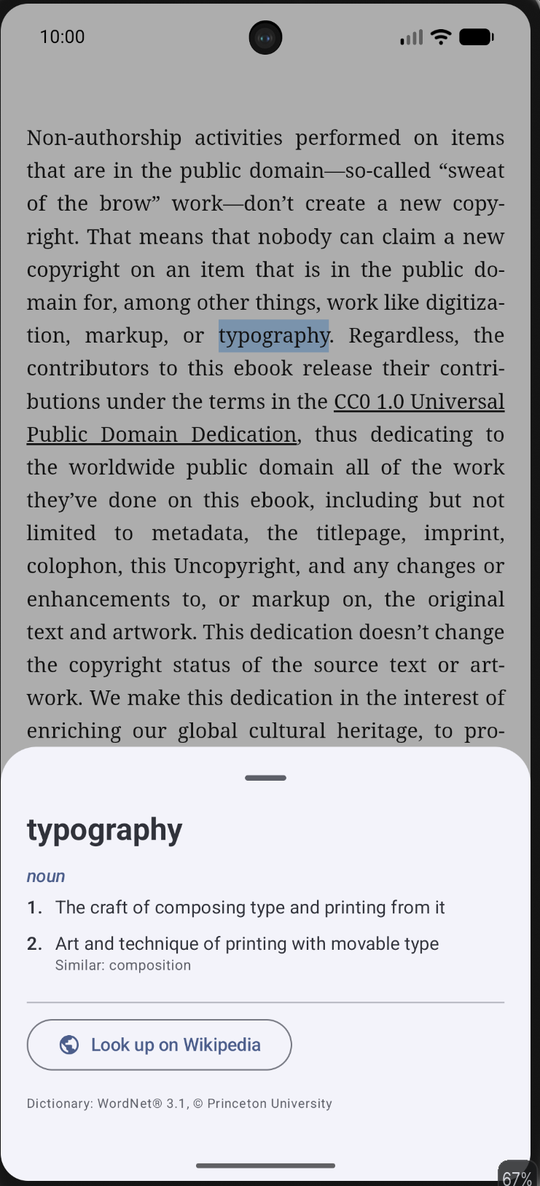 10:00
Non-authorship activities performed on items
that are in the public domain—so-called “sweat
of the brow” work—don’t create a new copy-
right. That means that nobody can claim a new
copyright on an item that is in the public do-
main for, among other things, work like digitiza-
tion, markup, or typography. Regardless, the
contributors to this ebook release their contri-
butions under the terms in the CC0 1.0 Universal
Public Domain Dedication, thus dedicating to
the worldwide public domain all of the work
they’ve done on this ebook, including but not
limited to metadata, the titlepage, imprint,
colophon, this Uncopyright, and any changes or
enhancements to, or markup on, the original
text and artwork. This dedication doesn’t change
the copyright status of the source text or art-
work. We make this dedication in the interest of
enriching our global cultural heritage, to pro-
typography
noun
1. The craft of composing type and printing from it
2. Art and technique of printing with movable type
Similar: composition
Look up on Wikipedia
Dictionary: WordNet® 3.1, © Princeton University
67%